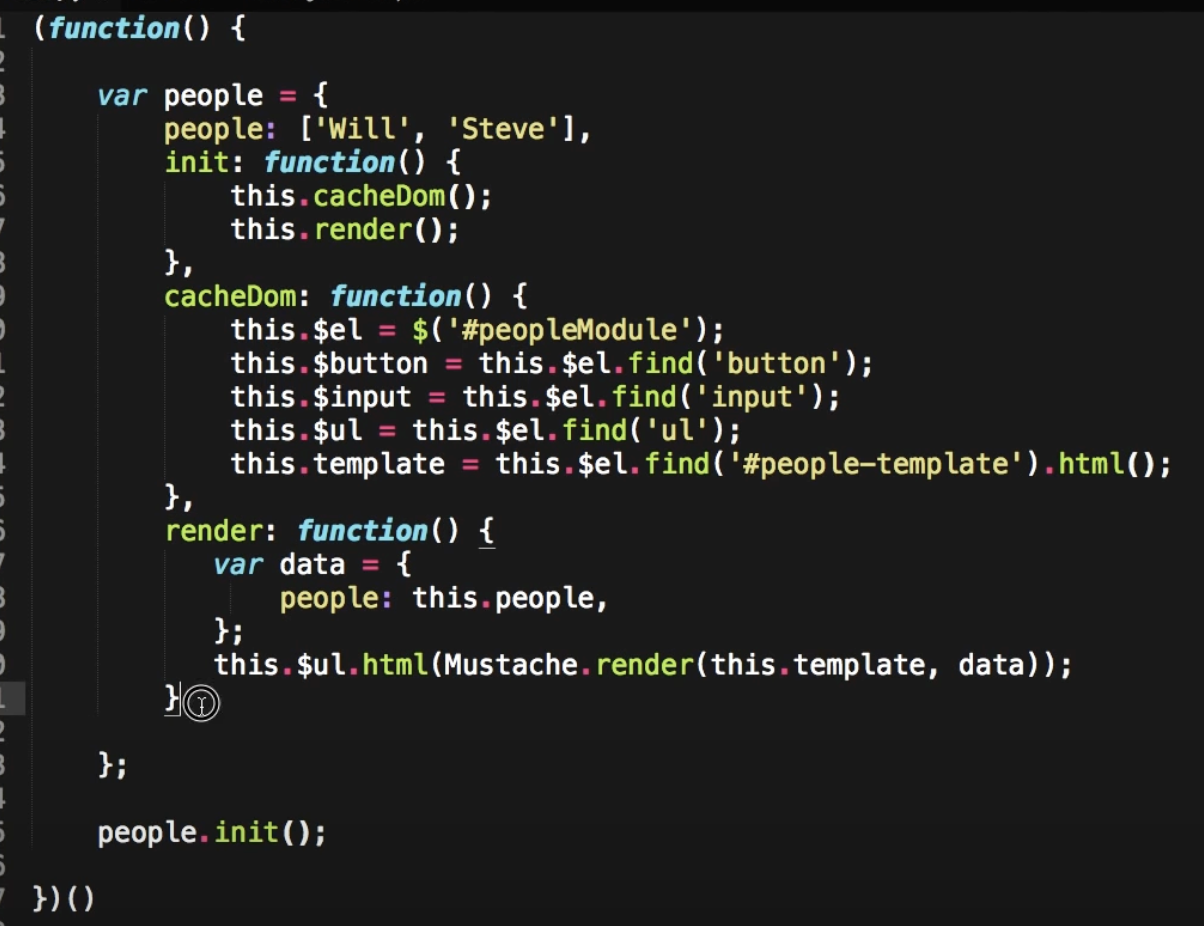 (function() {
var people = {
people: ['Will', 'Steve'],
init: function() {
this.cacheDom();
this.render();
},
cacheDom: function() {
this.$el = $('#peopleModule');
this.$button = this.$el.find('button');
this.$input = this.$el.find('input');
this.$ul = this.$el.find('ul');
this.template = this.$el.find('#people-template').html();
},
render: function() {
var data = {
people: this.people,
};
this.$ul.html(Mustache.render(this.template, data));
}
};
people.init();
})()